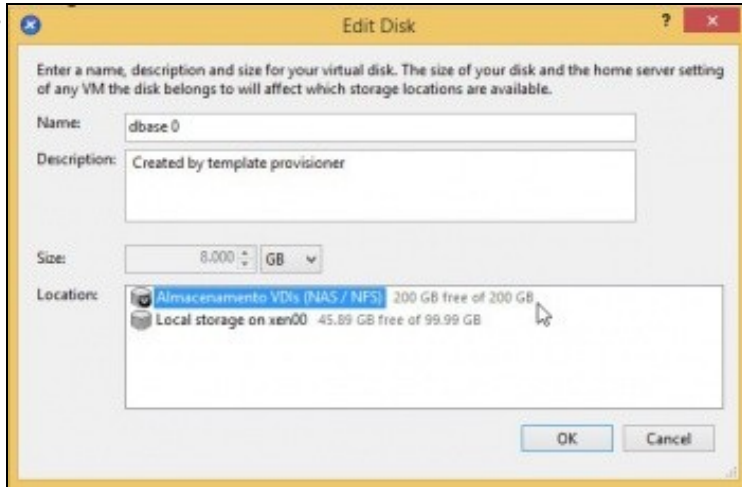 Edit Disk
?
Enter a name, description and size for your virtual disk. The size of your disk and the home server setting
of any VM the disk belongs to will affect which storage locations are available.
Name: dbase 0
Description: Created by template provisioner
Size: 8.000 GB
Location: Almacenamento VDIs (NAS / NFS) 200 GB free of 200 GB
Local storage on xen00 45.89 GB free of 99.99 GB
OK Cancel